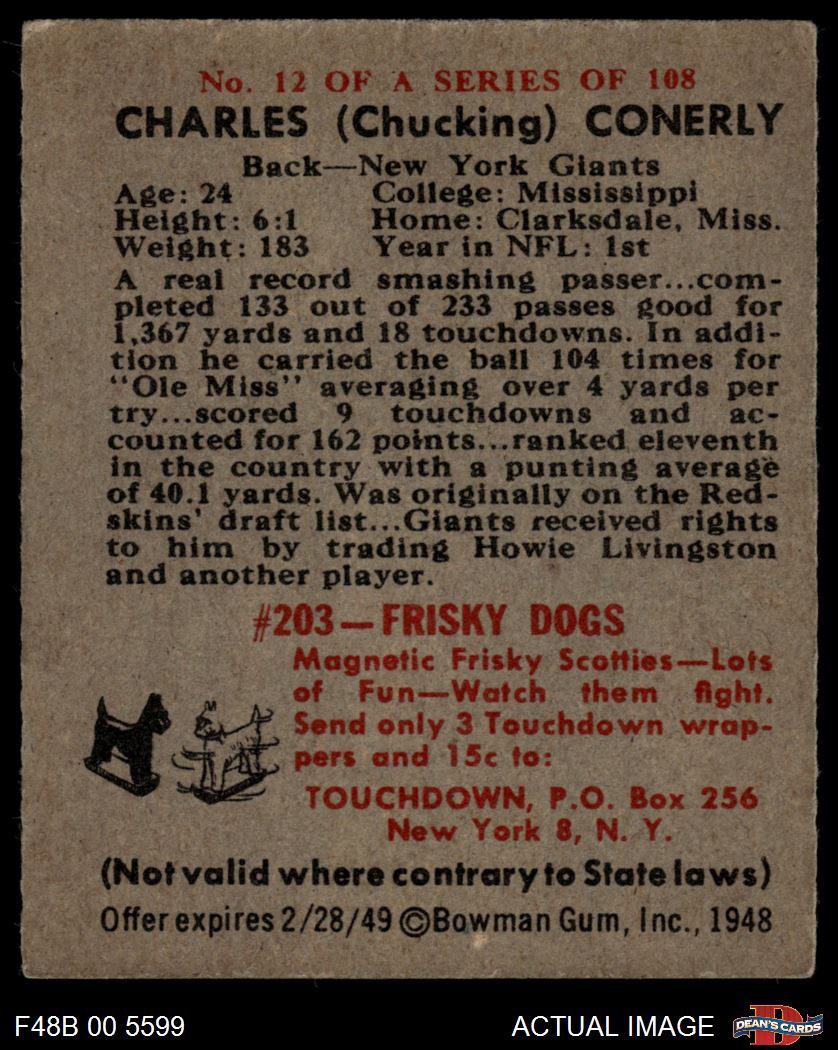 No. 12 OF A SERIES OF 108
CHARLES (Chucking) CONERLY
Back—New York Giants
Age: 24 College: Mississippi
Height: 6:1 Home: Clarksdale, Miss.
Weight: 183 Year in NFL: 1st
A real record smashing passer...com-
pleted 133 out of 233 passes good for
1,367 yards and 18 touchdowns. In addi-
tion he carried the ball 104 times for
"Ole Miss" averaging over 4 yards per
try...scored 9 touchdowns and ac-
counted for 162 points...ranked eleventh
in the country with a punting average
of 40.1 yards. Was originally on the Red-
skins' draft list...Giants received rights
to him by trading Howie Livingston
and another player.
#203—FRISKY DOGS
Magnetic Frisky Scotties—Lots
of Fun—Watch them fight.
Send only 3 Touchdown wrap-
pers and 15c to:
TOUCHDOWN, P.O. Box 256
New York 8, N. Y.
(Not valid where contrary to State laws)
Offer expires 2/28/49 ©Bowman Gum, Inc., 1948
F48B 00 5599 ACTUAL IMAGE DEAN'S CARDS